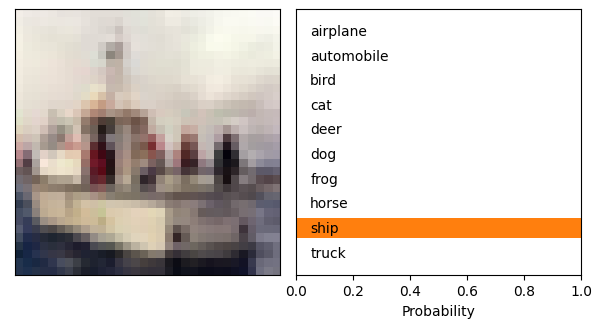 airplane
automobile
bird
cat
deer
dog
frog
horse
ship
truck
0.0 0.2 0.4 0.6 0.8 1.0
Probability